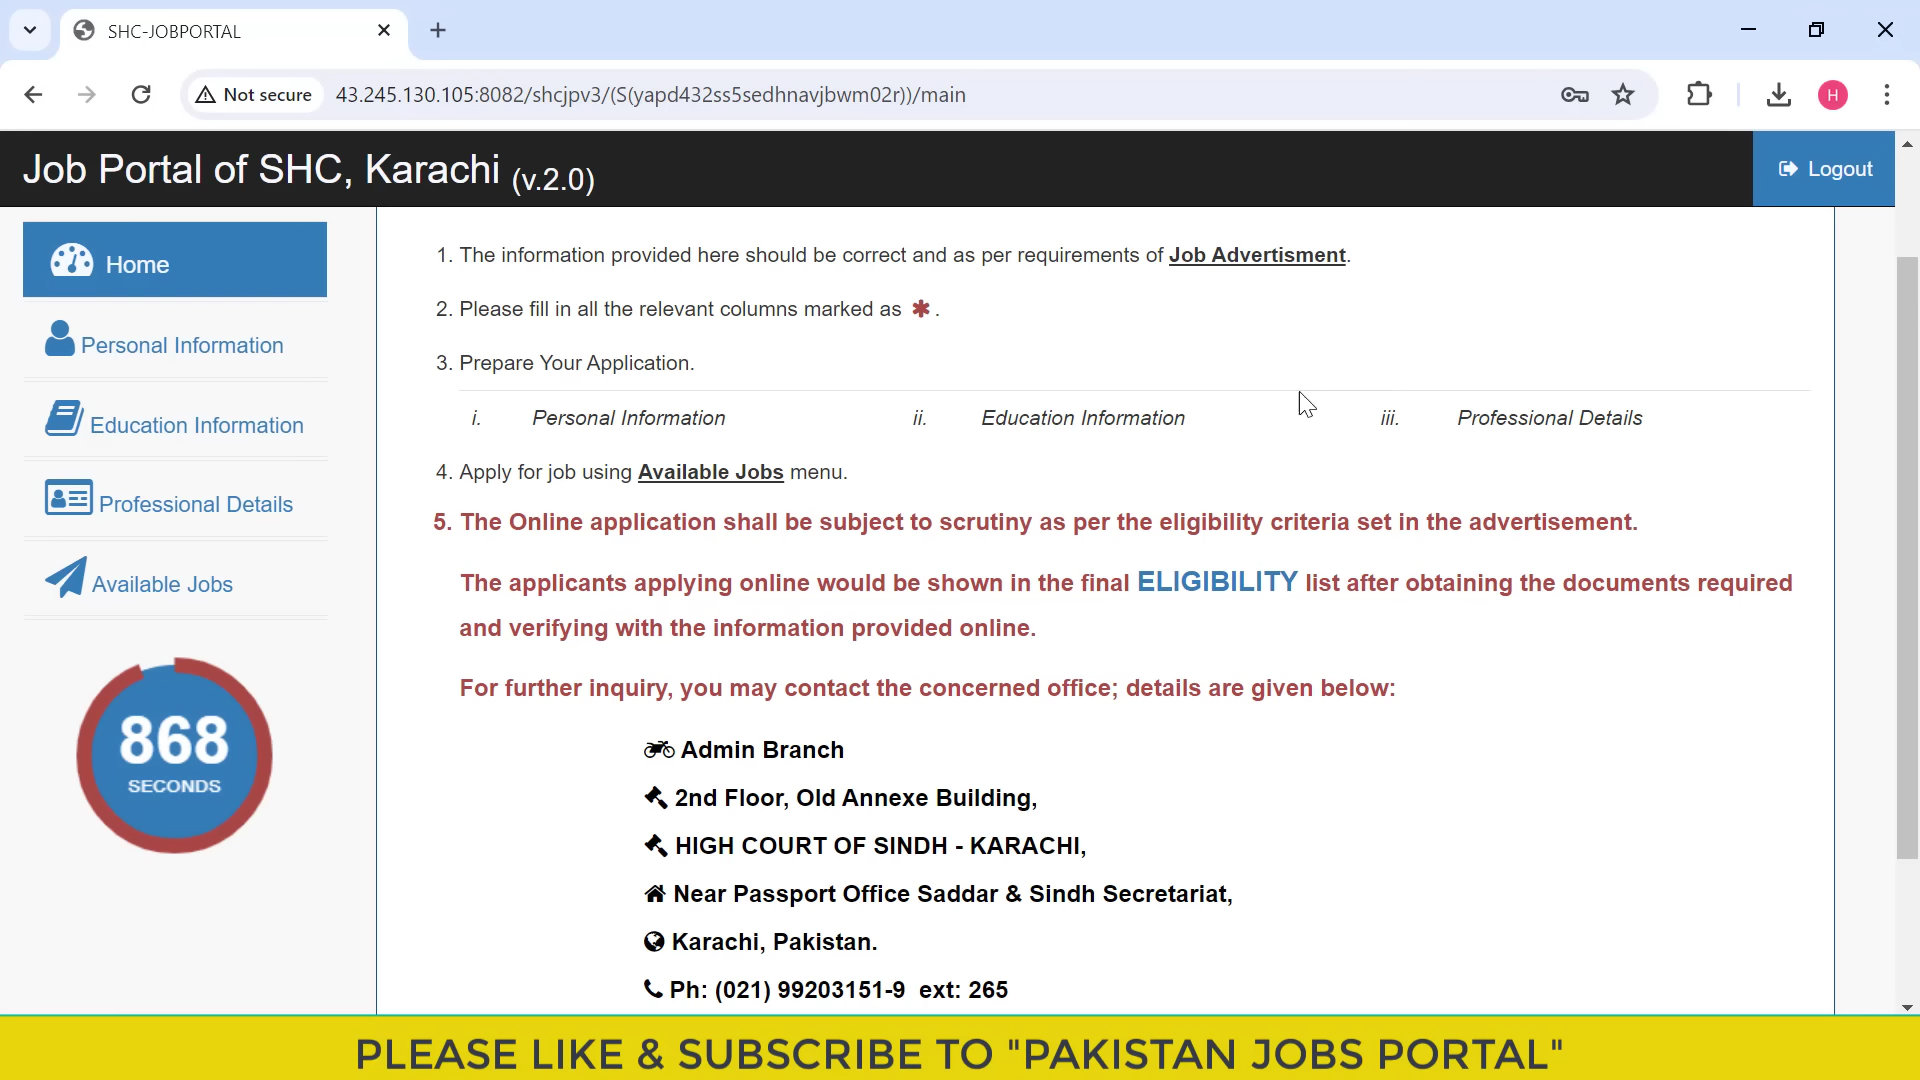 SHC-JOBPORTAL
Not secure
43.245.130.105:8082/shcjpv3/(S(yapd432ss5sedhnavjbwm02r))/main
H
Job Portal of SHC, Karachi (v.2.0)
Logout
Home
Personal Information
Education Information
Professional Details
Available Jobs
868
SECONDS
1. The information provided here should be correct and as per requirements of Job Advertisment.
2. Please fill in all the relevant columns marked as * .
3. Prepare Your Application.
i. Personal Information ii. Education Information iii. Professional Details
4. Apply for job using Available Jobs menu.
5. The Online application shall be subject to scrutiny as per the eligibility criteria set in the advertisement.
The applicants applying online would be shown in the final ELIGIBILITY list after obtaining the documents required
and verifying with the information provided online.
For further inquiry, you may contact the concerned office; details are given below:
Admin Branch
2nd Floor, Old Annexe Building,
HIGH COURT OF SINDH - KARACHI,
Near Passport Office Saddar & Sindh Secretariat,
Karachi, Pakistan.
Ph: (021) 99203151-9 ext: 265
PLEASE LIKE & SUBSCRIBE TO "PAKISTAN JOBS PORTAL"